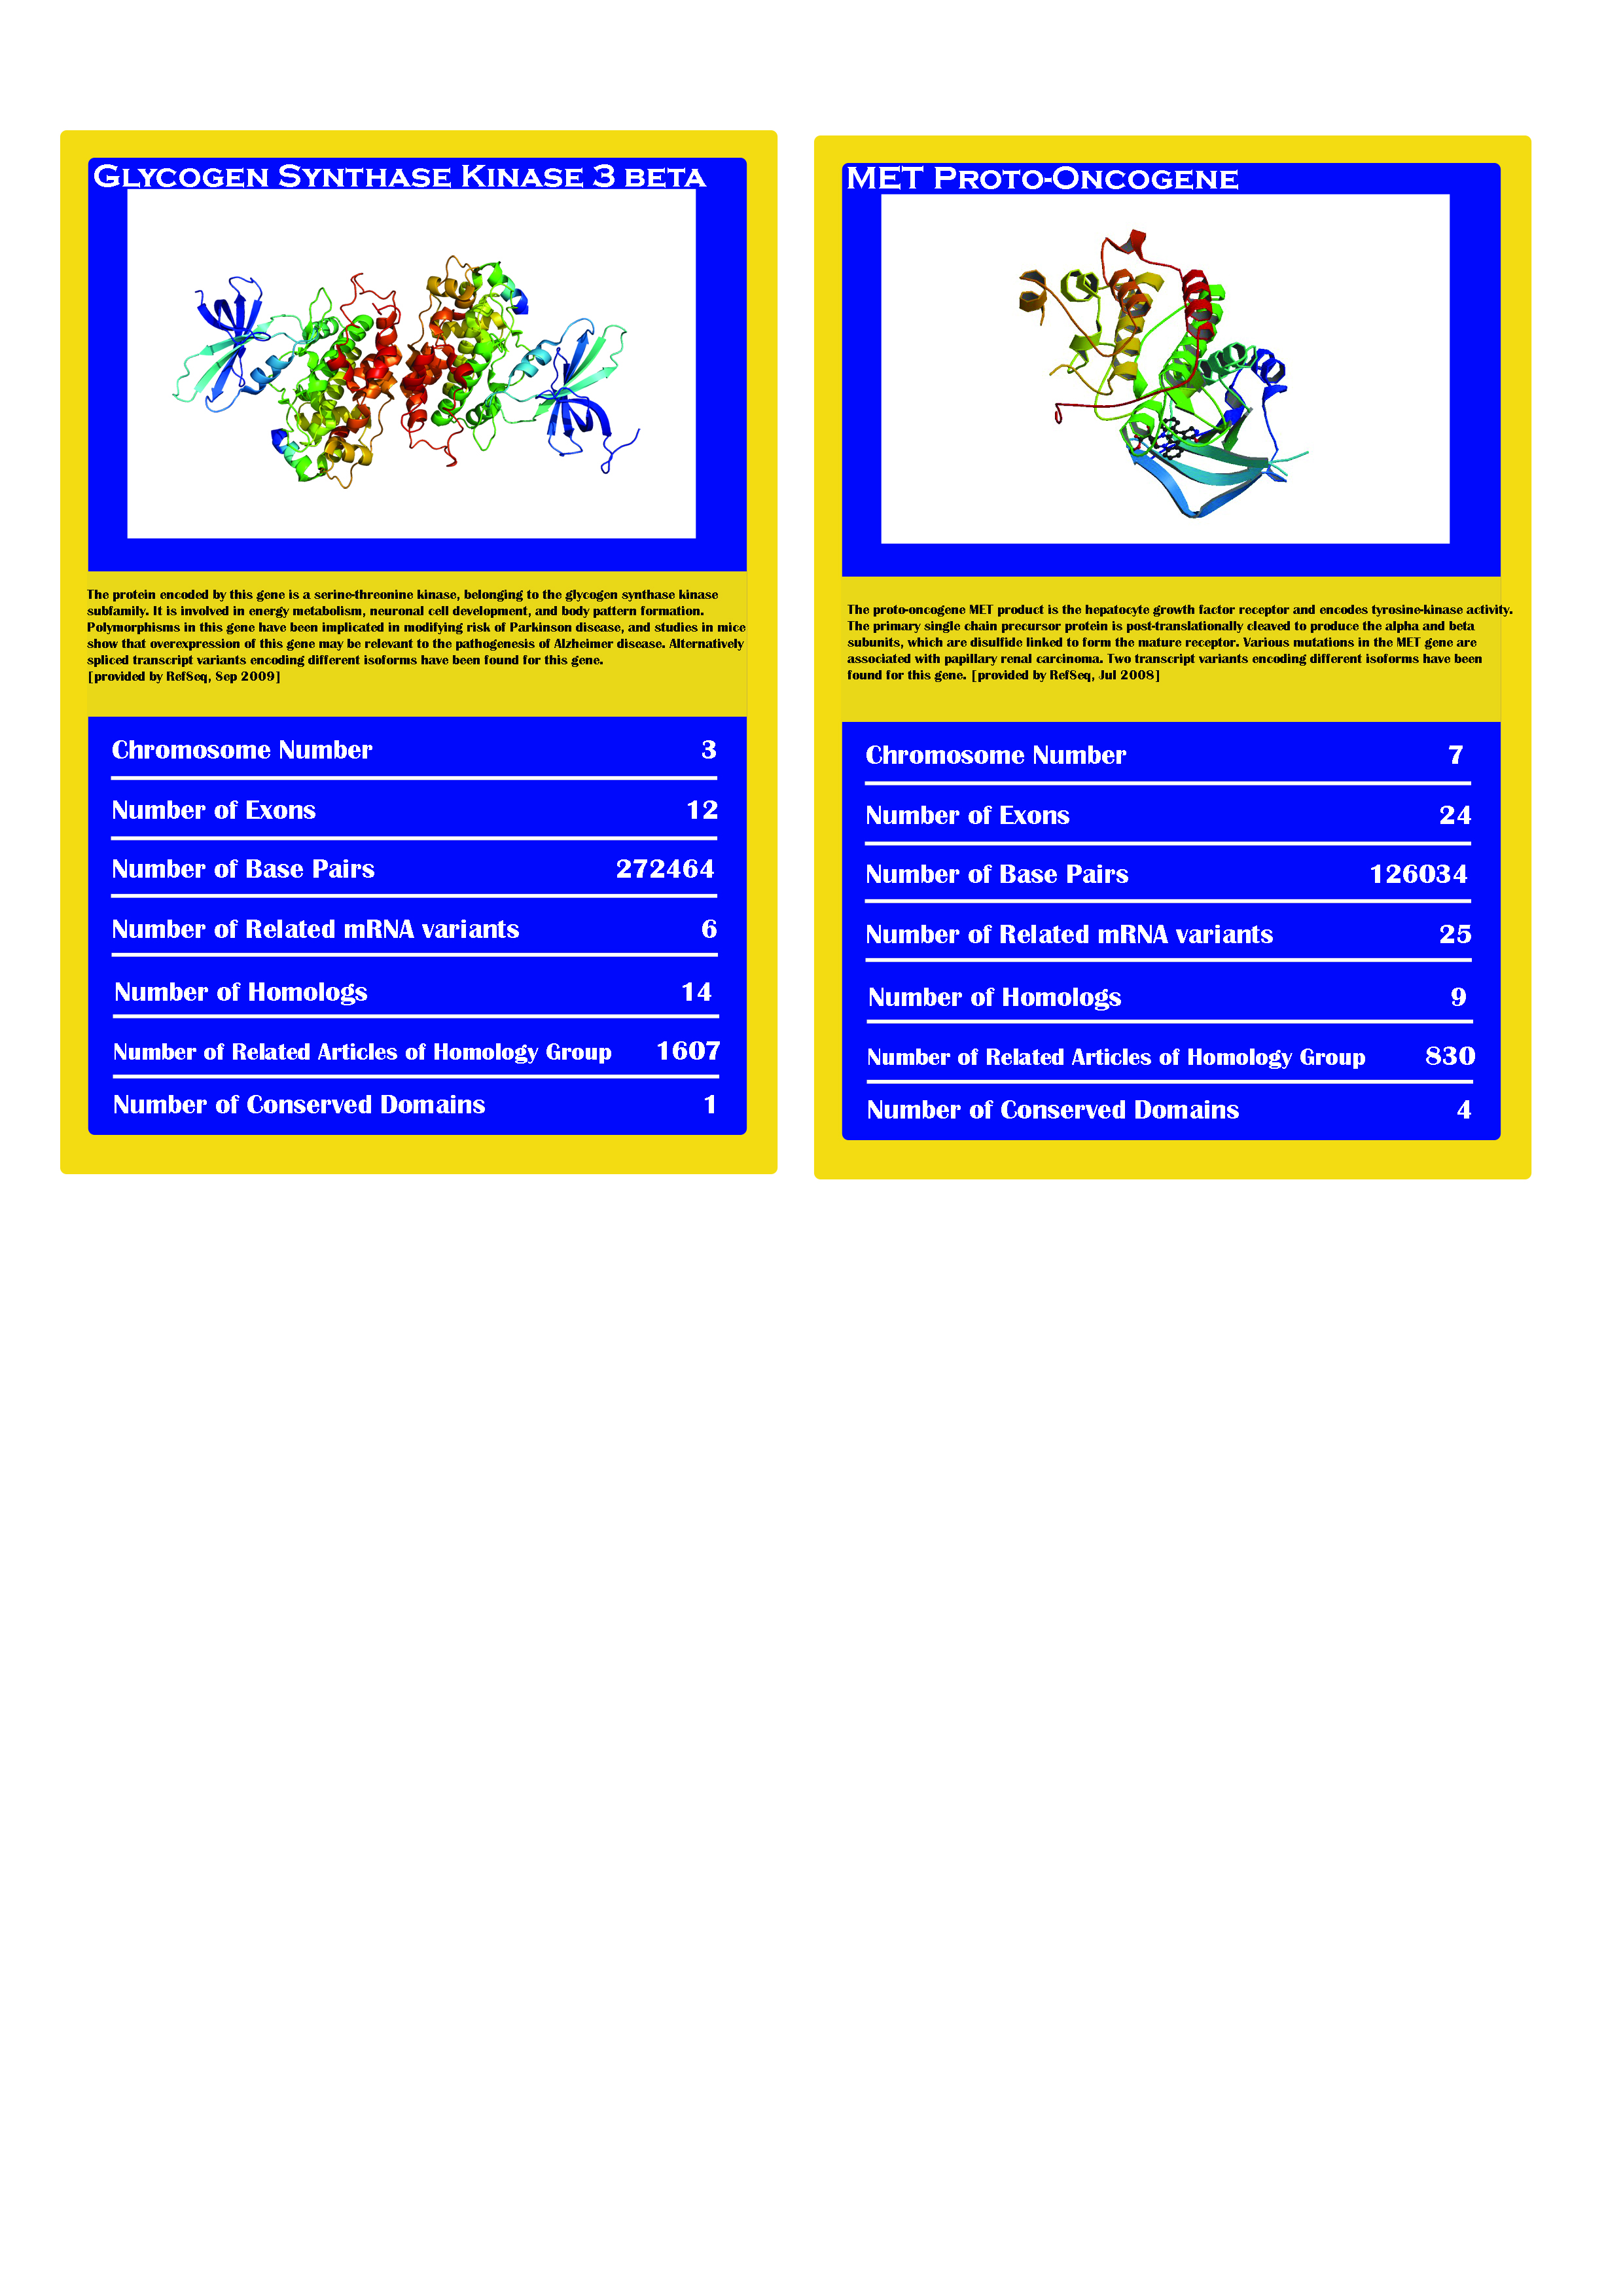 Glycogen Synthase Kinase 3 beta
The protein encoded by this gene is a serine-threonine kinase, belonging to the glycogen synthase kinase
subfamily. It is involved in energy metabolism, neuronal cell development, and body pattern formation.
Polymorphisms in this gene have been implicated in modifying risk of Parkinson disease, and studies in mice
show that overexpression of this gene may be relevant to the pathogenesis of Alzheimer disease. Alternatively
spliced transcript variants encoding different isoforms have been found for this gene.
[provided by RefSeq, Sep 2009]
Chromosome Number 3
Number of Exons 12
Number of Base Pairs 272464
Number of Related mRNA variants 6
Number of Homologs 14
Number of Related Articles of Homology Group 1607
Number of Conserved Domains 1
MET Proto-Oncogene
The proto-oncogene MET product is the hepatocyte growth factor receptor and encodes tyrosine-kinase activity.
The primary single chain precursor protein is post-translationally cleaved to produce the alpha and beta
subunits, which are disulfide linked to form the mature receptor. Various mutations in the MET gene are
associated with papillary renal carcinoma. Two transcript variants encoding different isoforms have been
found for this gene. [provided by RefSeq, Jul 2008]
Chromosome Number 7
Number of Exons 24
Number of Base Pairs 126034
Number of Related mRNA variants 25
Number of Homologs 9
Number of Related Articles of Homology Group 830
Number of Conserved Domains 4